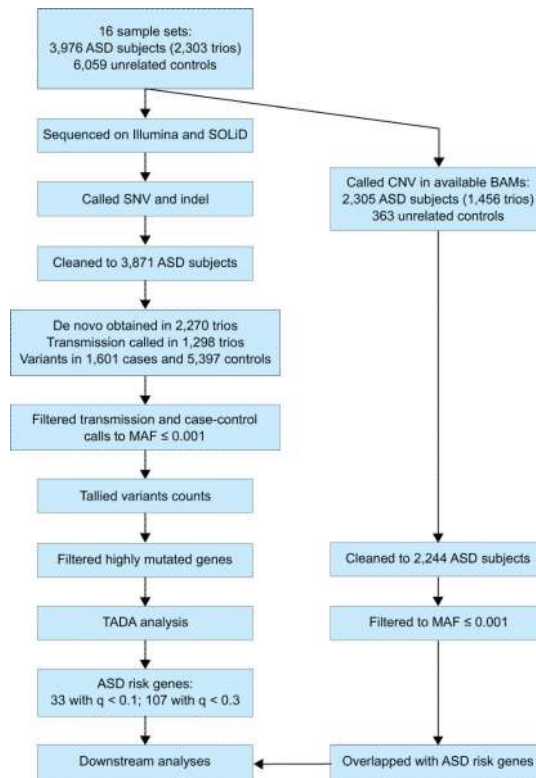 16 sample sets:
3,976 ASD subjects (2,303 trios)
6,059 unrelated controls
Sequenced on Illumina and SOLiD
Called SNV and indel
Cleaned to 3,871 ASD subjects
De novo obtained in 2,270 trios
Transmission called in 1,298 trios
Variants in 1,601 cases and 5,397 controls
Filtered transmission and case-control
calls to MAF ≤ 0.001
Tallied variants counts
Filtered highly mutated genes
TADA analysis
ASD risk genes:
33 with q < 0.1; 107 with q < 0.3
Downstream analyses
Called CNV in available BAMs:
2,305 ASD subjects (1,456 trios)
363 unrelated controls
Cleaned to 2,244 ASD subjects
Filtered to MAF ≤ 0.001
Overlapped with ASD risk genes